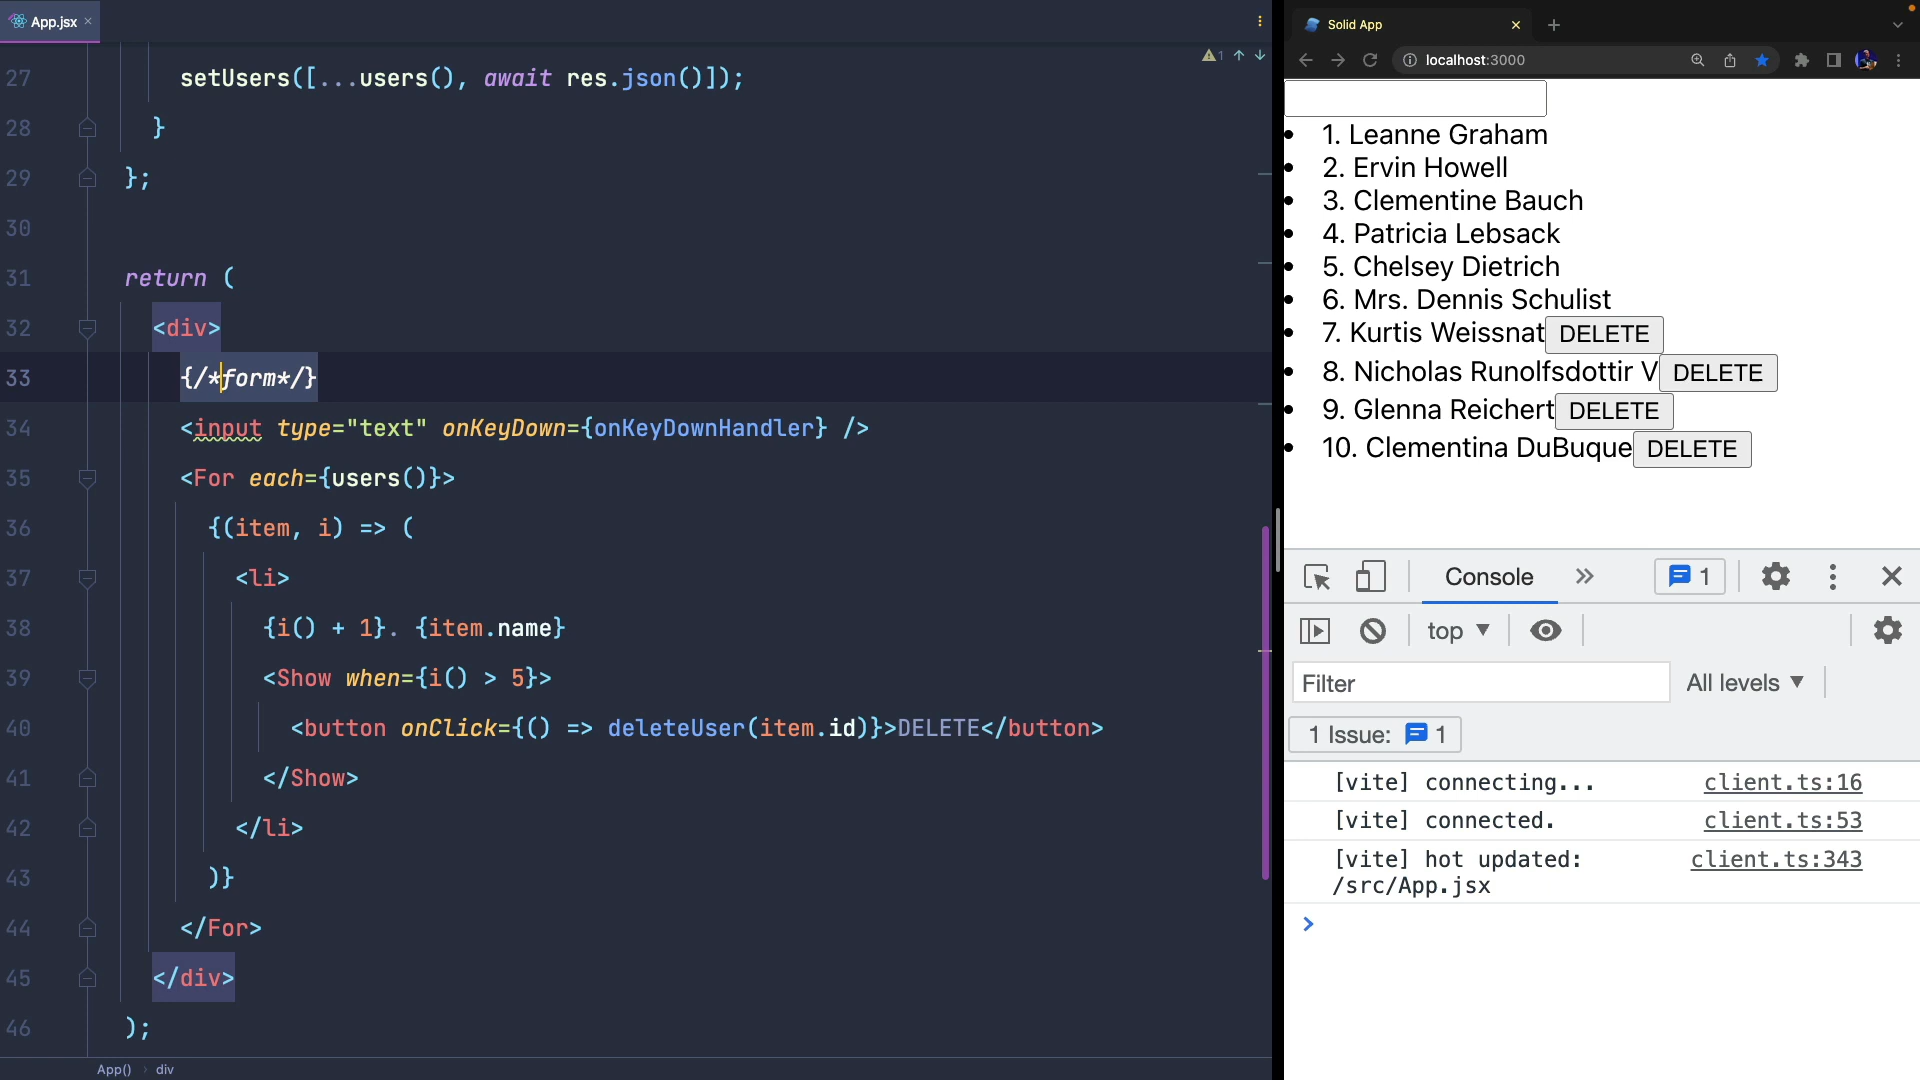 App.jsx
1
27 setUsers([...users(), await res.json()]);
28 }
29 };
30
31 return (
32 <div>
33 {/*form*/}
34 <input type="text" onKeyDown={onKeyDownHandler} />
35 <For each={users()}>
36 {(item, i) => (
37 <li>
38 {i() + 1}. {item.name}
39 <Show when={i() > 5}>
40 <button onClick={() => deleteUser(item.id)}>DELETE</button>
41 </Show>
42 </li>
43 )}
44 </For>
45 </div>
46 );
App() › div
Solid App
localhost:3000
• 1. Leanne Graham
• 2. Ervin Howell
• 3. Clementine Bauch
• 4. Patricia Lebsack
• 5. Chelsey Dietrich
• 6. Mrs. Dennis Schulist
• 7. Kurtis Weissnat DELETE
• 8. Nicholas Runolfsdottir V DELETE
• 9. Glenna Reichert DELETE
• 10. Clementina DuBuque DELETE
Console 1
top
Filter All levels
1 Issue: 1
[vite] connecting... client.ts:16
[vite] connected. client.ts:53
[vite] hot updated: client.ts:343
/src/App.jsx